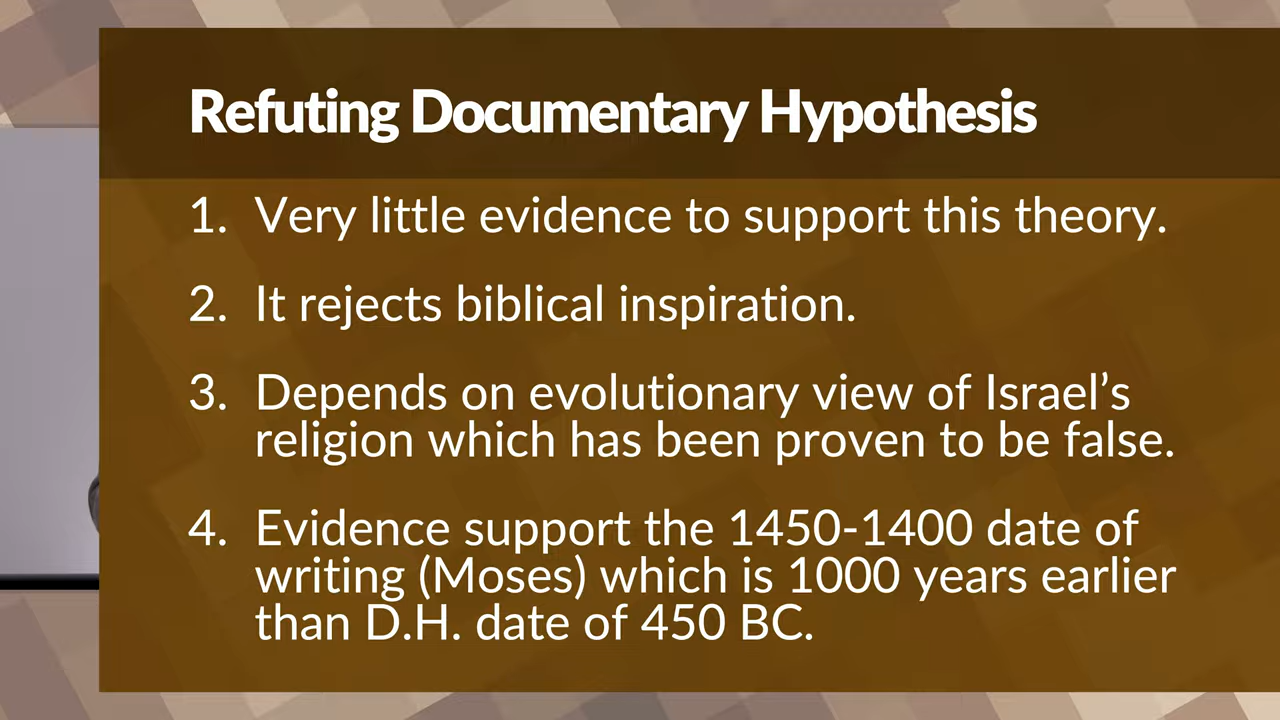 Refuting Documentary Hypothesis
1. Very little evidence to support this theory.
2. It rejects biblical inspiration.
3. Depends on evolutionary view of Israel’s
religion which has been proven to be false.
4. Evidence support the 1450-1400 date of
writing (Moses) which is 1000 years earlier
than D.H. date of 450 BC.